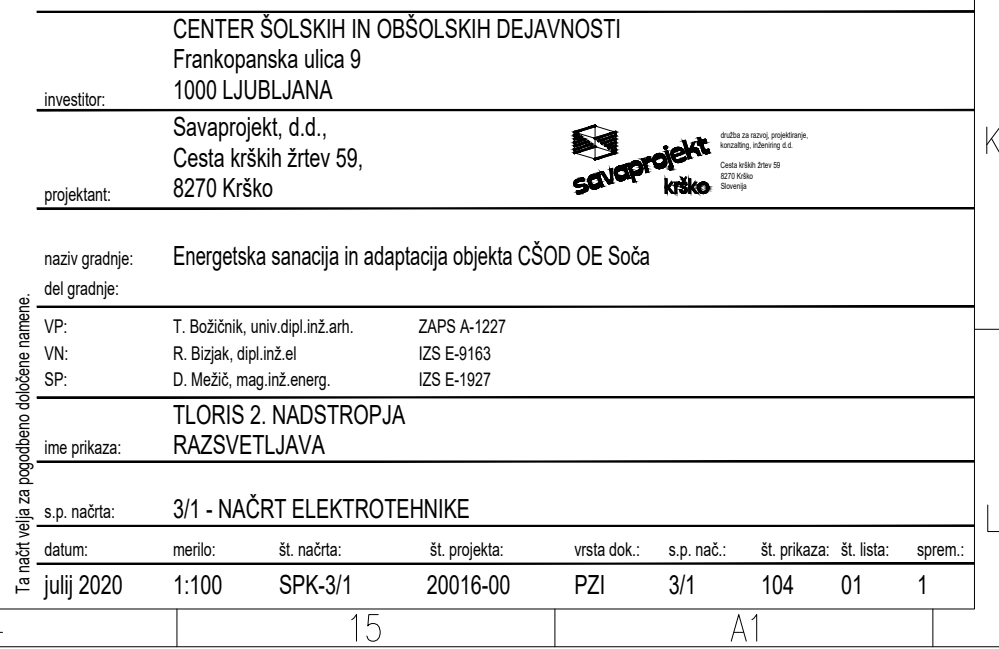 CENTER ŠOLSKIH IN OBŠOLSKIH DEJAVNOSTI
Frankopanska ulica 9
investitor: 1000 LJUBLJANA
Savaprojekt, d.d.,
Cesta krških žrtev 59,
projektant: 8270 Krško
savaprojekt
krško
družba za razvoj, projektiranje,
konzalting, inženiring d.d.
Cesta krških žrtev 59
8270 Krško
Slovenija
K
naziv gradnje: Energetska sanacija in adaptacija objekta CŠOD OE Soča
del gradnje:
VP: T. Božičnik, univ.dipl.inž.arh. ZAPS A-1227
VN: R. Bizjak, dipl.inž.el IZS E-9163
SP: D. Mežič, mag.inž.energ. IZS E-1927
TLORIS 2. NADSTROPJA
ime prikaza: RAZSVETLJAVA
s.p. načrta: 3/1 - NAČRT ELEKTROTEHNIKE
L
datum: merilo: št. načrta: št. projekta: vrsta dok.: s.p. nač.: št. prikaza: št. lista: sprem.:
julij 2020 1:100 SPK-3/1 20016-00 PZI 3/1 104 01 1
Ta načrt velja za pogodbeno določene namene.
15 A1